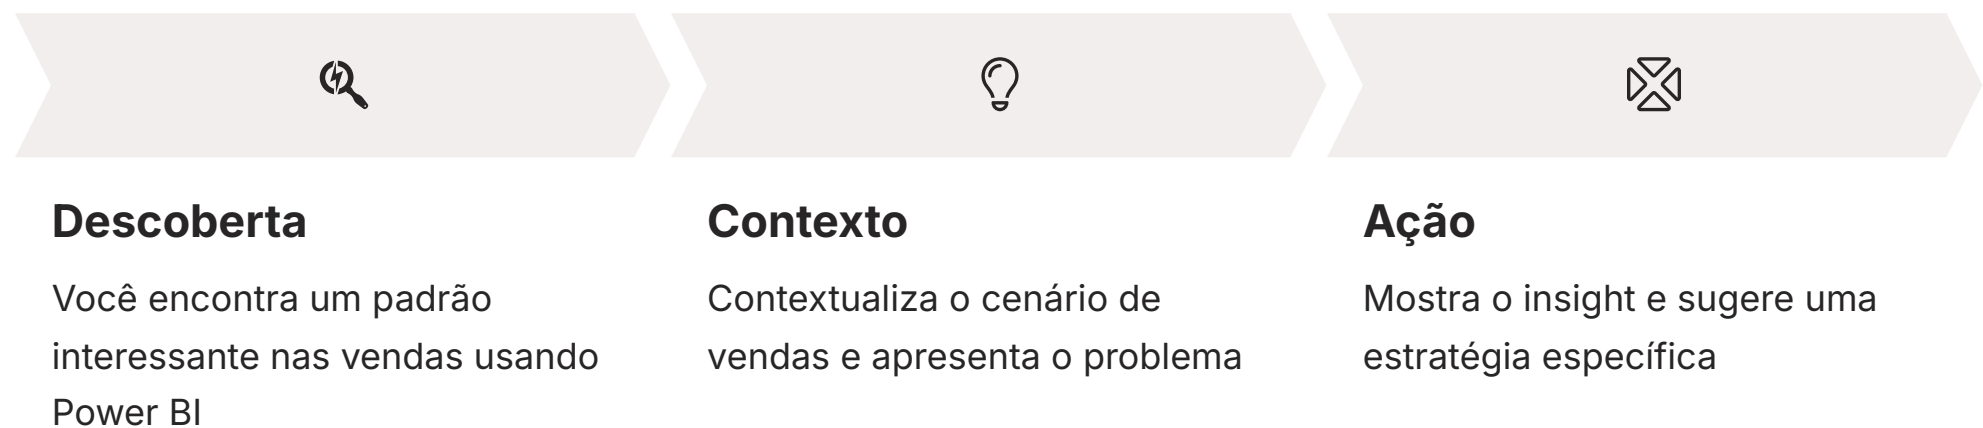 Descoberta
Você encontra um padrão
interessante nas vendas usando
Power BI
Contexto
Contextualiza o cenário de
vendas e apresenta o problema
Ação
Mostra o insight e sugere uma
estratégia específica